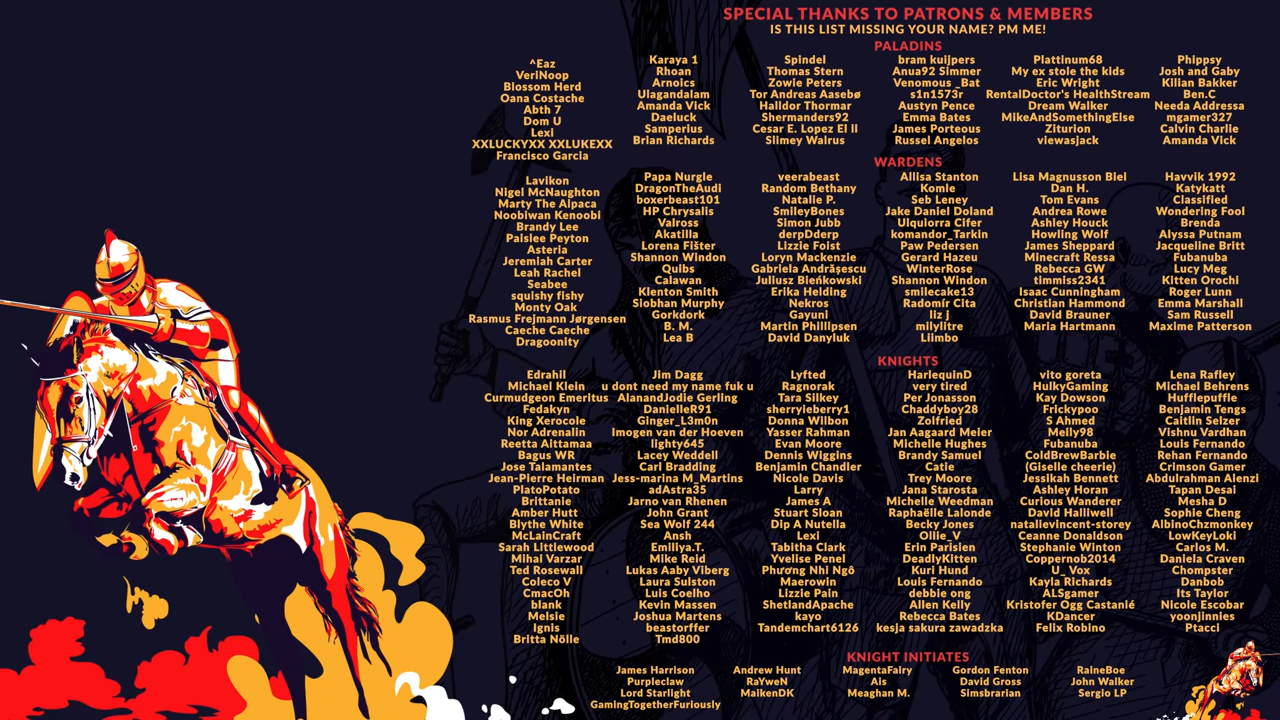 SPECIAL THANKS TO PATRONS & MEMBERS
IS THIS LIST MISSING YOUR NAME? PM ME!
PALADINS
^Eaz
VeriNoop
Blossom Herd
Oana Costache
Abth 7
Dom U
Lexi
XXLUCKYXX XXLUKEXX
Francisco Garcia
Karaya 1
Rhoan
Arnoics
Ulagandalam
Amanda Vick
Daeluck
Samperius
Brian Richards
Spindel
Thomas Stern
Zowie Peters
Tor Andreas Aasebø
Halldor Thormar
Shermanders92
Cesar E. Lopez El II
Slimey Walrus
bram kuijpers
Anua92 Simmer
Venomous _Bat
s1n1573r
Austyn Pence
Emma Bates
James Porteous
Russel Angelos
Plattinum68
My ex stole the kids
Eric Wright
RentalDoctor's HealthStream
Dream Walker
MikeAndSomethingElse
Ziturion
viewasjack
Phippsy
Josh and Gaby
Kilian Bakker
Ben.C
Needa Addressa
mgamer327
Calvin Charlie
Amanda Vick
WARDENS
Lavikon
Nigel McNaughton
Marty The Alpaca
Noobiwan Kenoobi
Brandy Lee
Paislee Peyton
Asteria
Jeremiah Carter
Leah Rachel
Seabee
squishy fishy
Monty Oak
Rasmus Frejmann Jørgensen
Caeche Caeche
Dragoonity
Papa Nurgle
DragonTheAudi
boxerbeast101
HP Chrysalis
Valross
Akatilla
Lorena Fišter
Shannon Windon
Quibs
Calawan
Klenton Smith
Siobhan Murphy
Gorkdork
B. M.
Lea B
veerabeast
Random Bethany
Natalie P.
SmileyBones
Simon Jubb
derpDderp
Lizzie Foist
Loryn Mackenzie
Gabriela Andrășescu
Juliusz Bieńkowski
Erika Heiding
Nekros
Gayuni
Martin Phillipsen
David Danyluk
Allisa Stanton
Komle
Seb Leney
Jake Daniel Doland
Ulquiorra Cifer
komandor_Tarkin
Paw Pedersen
Gerard Hazeu
WinterRose
Shannon Windon
smilecake13
Radomír Cita
liz j
milylitre
Llimbo
Lisa Magnusson Biel
Dan H.
Tom Evans
Andrea Rowe
Ashley Houck
Howling Wolf
James Sheppard
Minecraft Ressa
Rebecca GW
timmiss2341
Isaac Cunningham
Christian Hammond
David Brauner
Maria Hartmann
Havvik 1992
Katykatt
Classified
Wondering Fool
Brenda
Alyssa Putnam
Jacqueline Britt
Fubanuba
Lucy Meg
Kitten Orochi
Roger Lunn
Emma Marshall
Sam Russell
Maxime Patterson
KNIGHTS
Edrahil
Michael Klein
Curmudgeon Emeritus
Fedakyn
King Xerocole
Nor Adrenalin
Reetta Aittamaa
Bagus WR
Jose Talamantes
Jean-Pierre Heirman
PlatoPotato
Brittanie
Amber Hutt
Blythe White
McLainCraft
Sarah Littlewood
Mihai Varzar
Ted Rosewall
Coleco V
CmacOh
blank
Meisie
Ignis
Britta Nölle
Jim Dagg
u dont need my name fuk u
AlanandJodie Gerling
DanielleR91
Ginger_L3m0n
Imogen van der Hoeven
lighty645
Lacey Weddell
Carl Bradding
Jess-marina M_Martins
adAstra35
Jarno van Rhenen
John Grant
Sea Wolf 244
Ansh
Emiliya.T.
Mike Reid
Lukas Aaby Viberg
Laura Sulston
Luis Coelho
Kevin Massen
Joshua Martens
beastorffer
Tmd800
Lyfted
Ragnorak
Tara Silkey
sherryieberry1
Donna Wilbon
Yasser Rahman
Evan Moore
Dennis Wiggins
Benjamin Chandler
Nicole Davis
Larry
James A
Stuart Sloan
Dip A Nutella
Lexi
Tabitha Clark
Yvelise Penel
Phương Nhi Ngô
Maerowin
Lizzie Pain
ShetlandApache
kayo
Tandemchart6126
HarlequinD
very tired
Per Jonasson
Chaddyboy28
Zolfried
Jan Aagaard Meier
Michelle Hughes
Brandy Samuel
Catie
Trey Moore
Jana Starosta
Michelle Weedman
Raphaëlle Lalonde
Becky Jones
Ollie_V
Erin Parisien
DeadlyKitten
Kuri Hund
Louis Fernando
debbie ong
Allen Kelly
Rebecca Bates
kesja sakura zawadzka
vito goreta
HulkyGaming
Kay Dowson
Frickypoo
S Ahmed
Melly98
Fubanuba
ColdBrewBarbie
(Giselle cheerie)
Jessikah Bennett
Ashley Horan
Curious Wanderer
David Halliwell
natalievincent-storey
Ceanne Donaldson
Stephanie Winton
Coppernob2014
U_ Vox
Kayla Richards
ALSgamer
Kristofer Ogg Castanié
KDancer
Felix Robino
Lena Rafley
Michael Behrens
Hufflepuffle
Benjamin Tengs
Caitlin Selzer
Vishnu Vardhan
Louis Fernando
Rehan Fernando
Crimson Gamer
Abdulrahman Alenzi
Tapan Desai
Mesha D
Sophie Cheng
AlbinoChzmonkey
LowKeyLoki
Carlos M.
Daniela Craven
Chompster
Danbob
Its Taylor
Nicole Escobar
yoonjinnies
Ptacci
KNIGHT INITIATES
James Harrison
Purpleclaw
Lord Starlight
GamingTogetherFuriously
Andrew Hunt
RaYweN
MaikenDK
MagentaFairy
Ais
Meaghan M.
Gordon Fenton
David Gross
Simsbrarian
RaineBoe
John Walker
Sergio LP